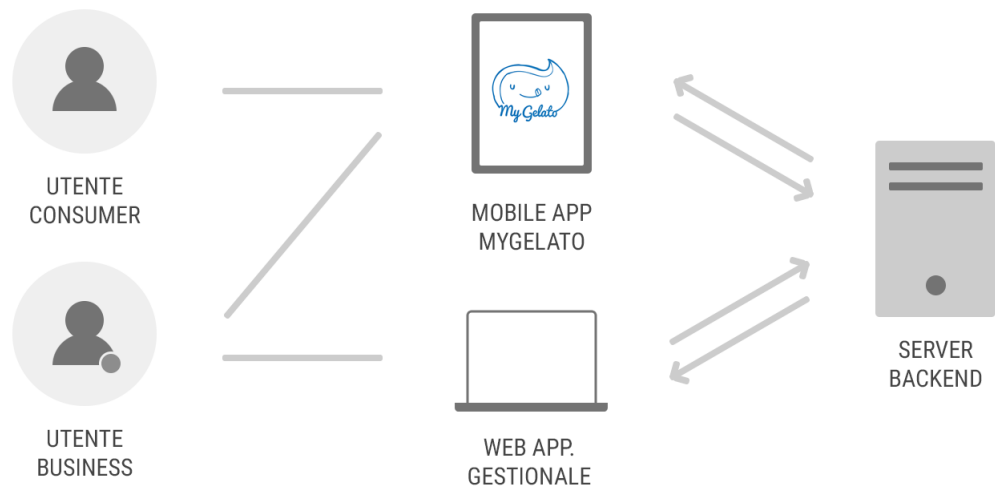 My Gelato
UTENTE
CONSUMER
MOBILE APP
MYGELATO
SERVER
BACKEND
UTENTE
BUSINESS
WEB APP.
GESTIONALE